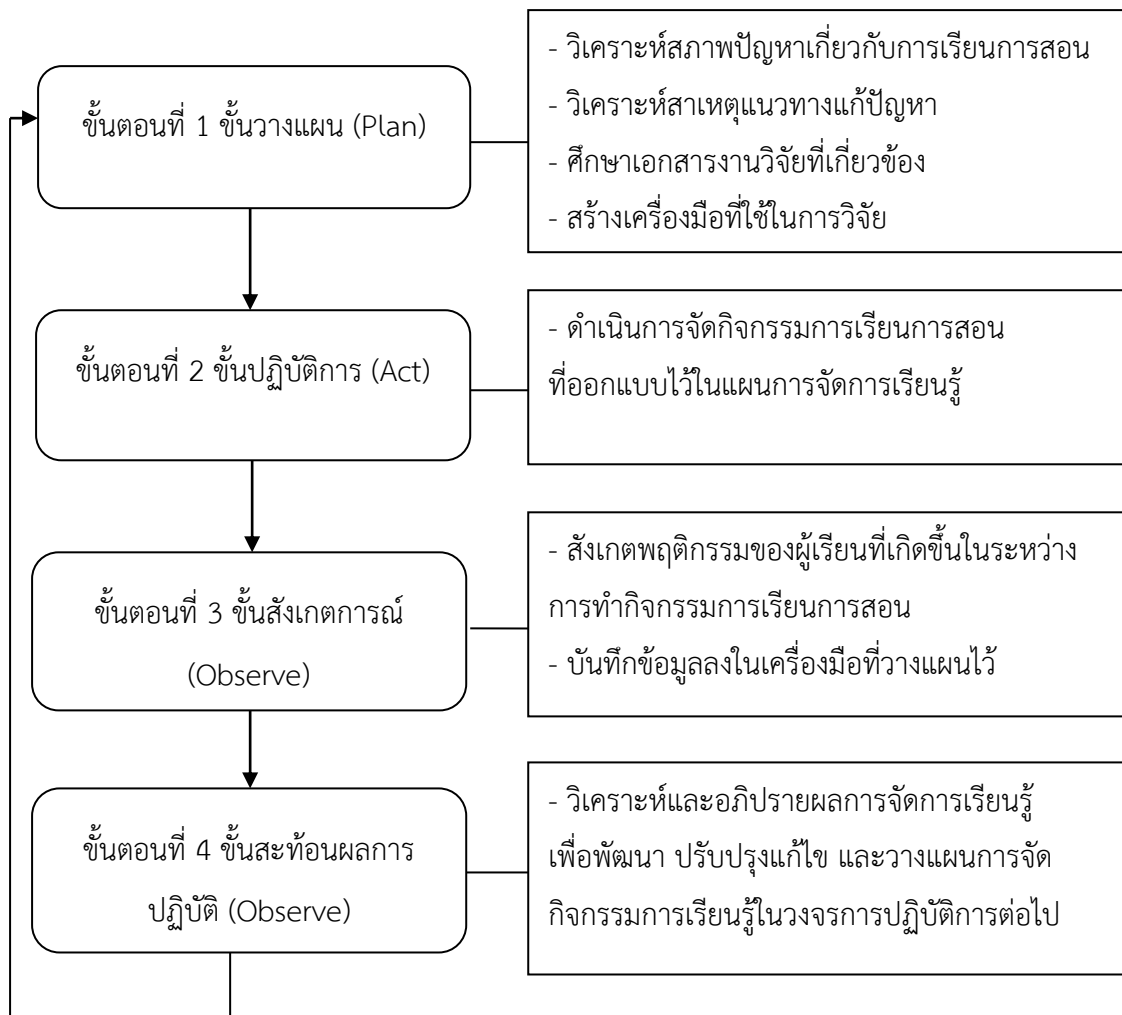 ขั้นตอนที่ 1 ขั้นวางแผน (Plan)
- วิเคราะห์สภาพปัญหาเกี่ยวกับการเรียนการสอน
- วิเคราะห์สาเหตุแนวทางแก้ปัญหา
- ศึกษาเอกสารงานวิจัยที่เกี่ยวข้อง
- สร้างเครื่องมือที่ใช้ในการวิจัย
ขั้นตอนที่ 2 ขั้นปฏิบัติการ (Act)
- ดำเนินการจัดกิจกรรมการเรียนการสอน
ที่ออกแบบไว้ในแผนการจัดการเรียนรู้
ขั้นตอนที่ 3 ขั้นสังเกตการณ์
(Observe)
- สังเกตพฤติกรรมของผู้เรียนที่เกิดขึ้นในระหว่าง
การทำกิจกรรมการเรียนการสอน
- บันทึกข้อมูลลงในเครื่องมือที่วางแผนไว้
ขั้นตอนที่ 4 ขั้นสะท้อนผลการ
ปฏิบัติ (Observe)
- วิเคราะห์และอภิปรายผลการจัดการเรียนรู้
เพื่อพัฒนา ปรับปรุงแก้ไข และวางแผนการจัด
กิจกรรมการเรียนรู้ในวงจรการปฏิบัติการต่อไป